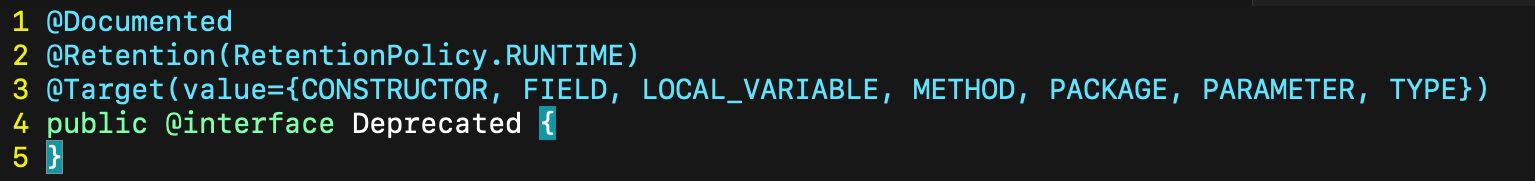 1 @Documented
2 @Retention(RetentionPolicy.RUNTIME)
3 @Target(value={CONSTRUCTOR, FIELD, LOCAL_VARIABLE, METHOD, PACKAGE, PARAMETER, TYPE})
4 public @interface Deprecated {
5 }